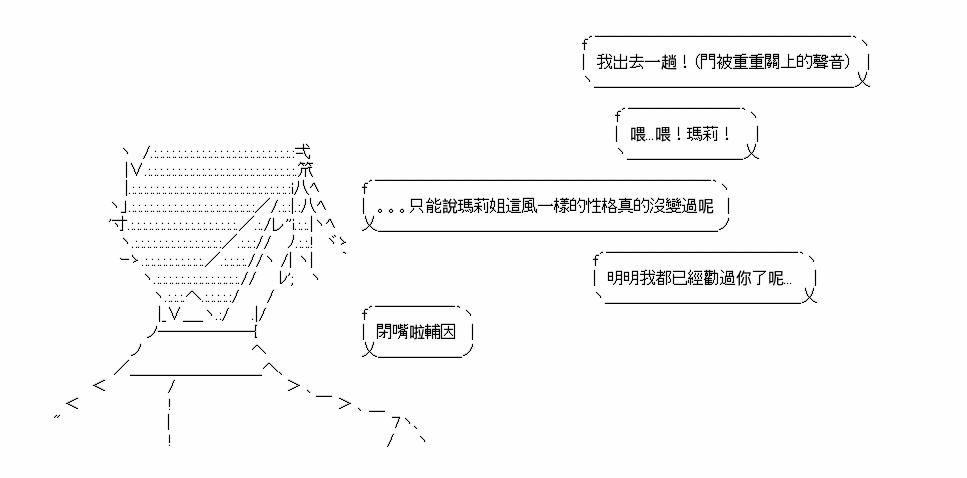 我出去一趟！(門被重重關上的聲音)
喂...喂！瑪莉！
。。。只能說瑪莉姐這風一樣的性格真的沒變過呢
明明我都已經勸過你了呢...
閉嘴啦輔因